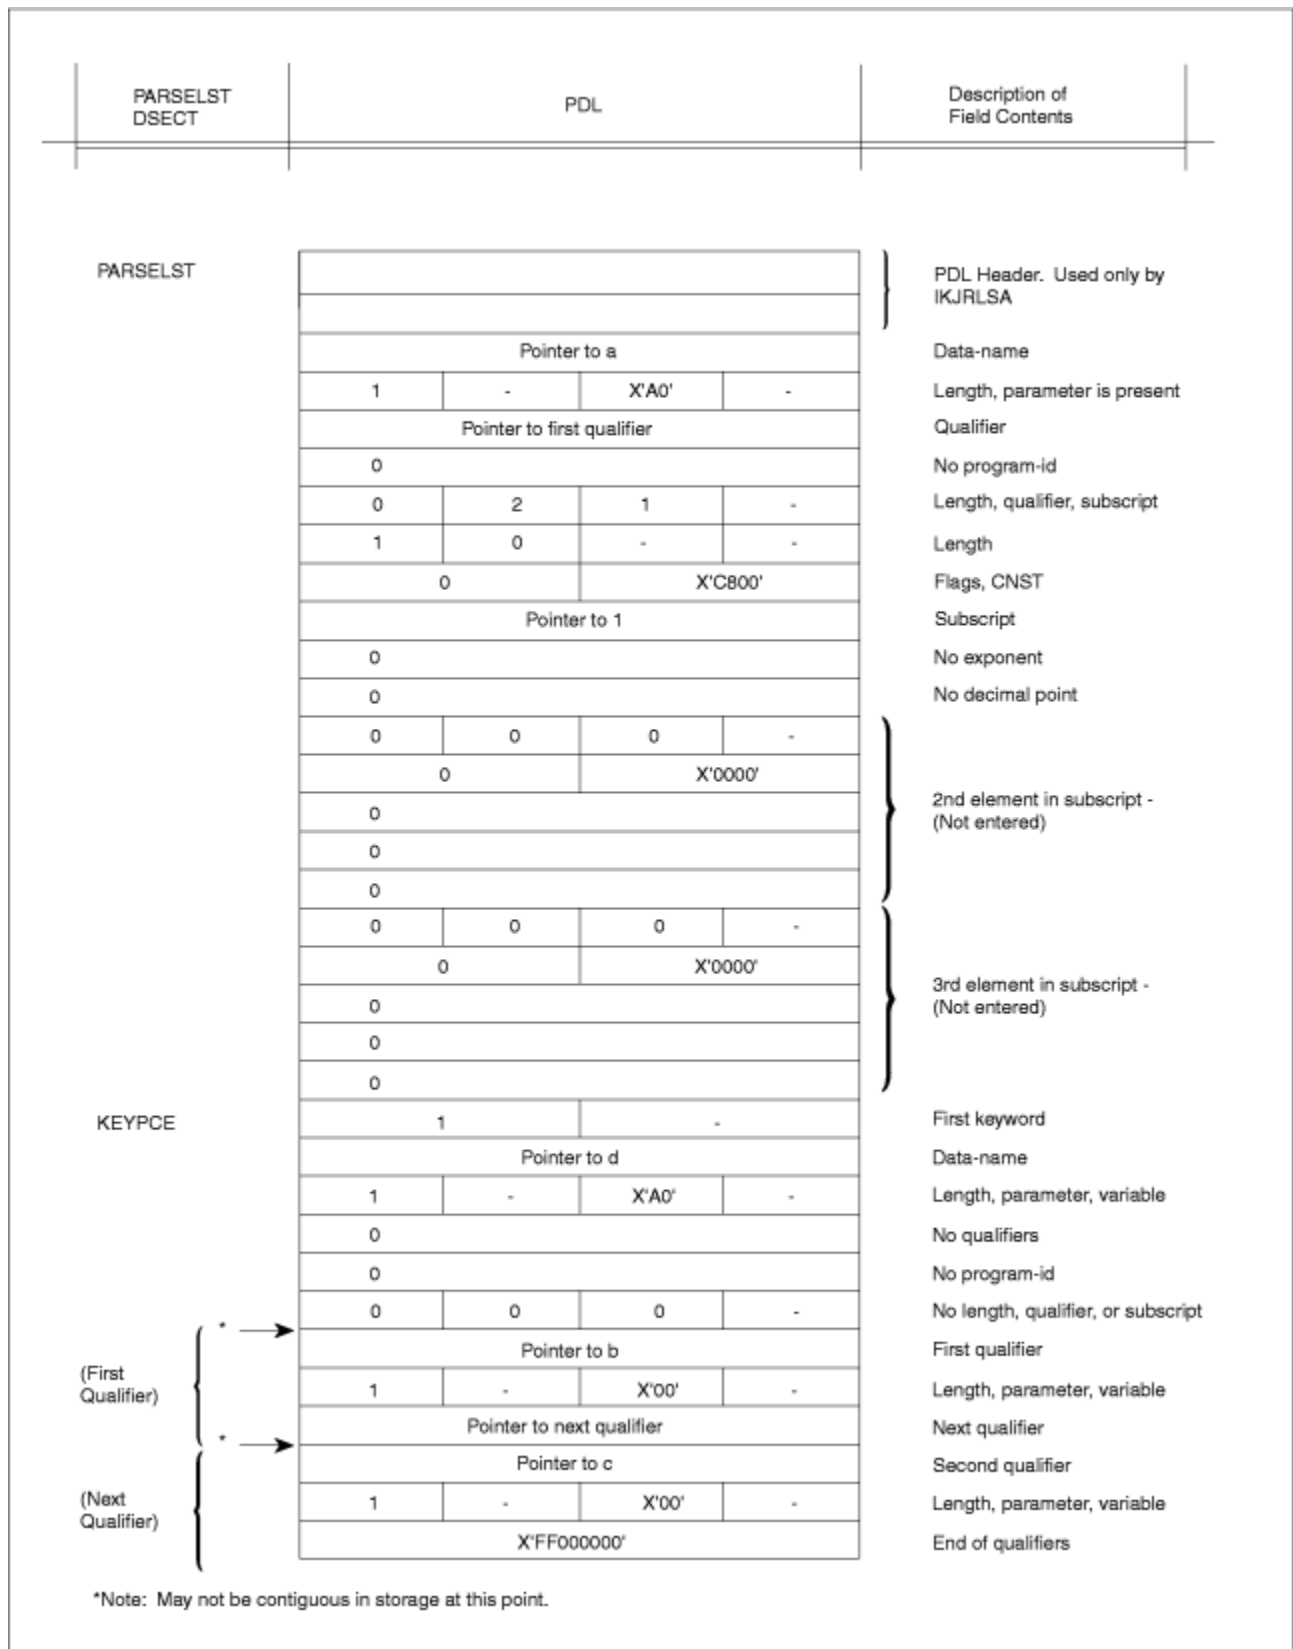 PARSELST
DSECT
PDL
Description of
Field Contents
PARSELST
PDL Header. Used only by
IKJRLSA
Pointer to a
Data-name
1 - X'A0' -
Length, parameter is present
Pointer to first qualifier
Qualifier
0
No program-id
0 2 1 -
Length, qualifier, subscript
1 0 - -
Length
0 X'C800'
Flags, CNST
Pointer to 1
Subscript
0
No exponent
0
No decimal point
0 0 0 -
0 X'0000'
0
0
0
2nd element in subscript -
(Not entered)
0 0 0 -
0 X'0000'
0
0
0
3rd element in subscript -
(Not entered)
KEYPCE
1 -
First keyword
Pointer to d
Data-name
1 - X'A0' -
Length, parameter, variable
0
No qualifiers
0
No program-id
0 0 0 -
No length, qualifier, or subscript
*
(First
Qualifier)
Pointer to b
First qualifier
1 - X'00' -
Length, parameter, variable
Pointer to next qualifier
Next qualifier
*
(Next
Qualifier)
Pointer to c
Second qualifier
1 - X'00' -
Length, parameter, variable
X'FF000000'
End of qualifiers
*Note: May not be contiguous in storage at this point.